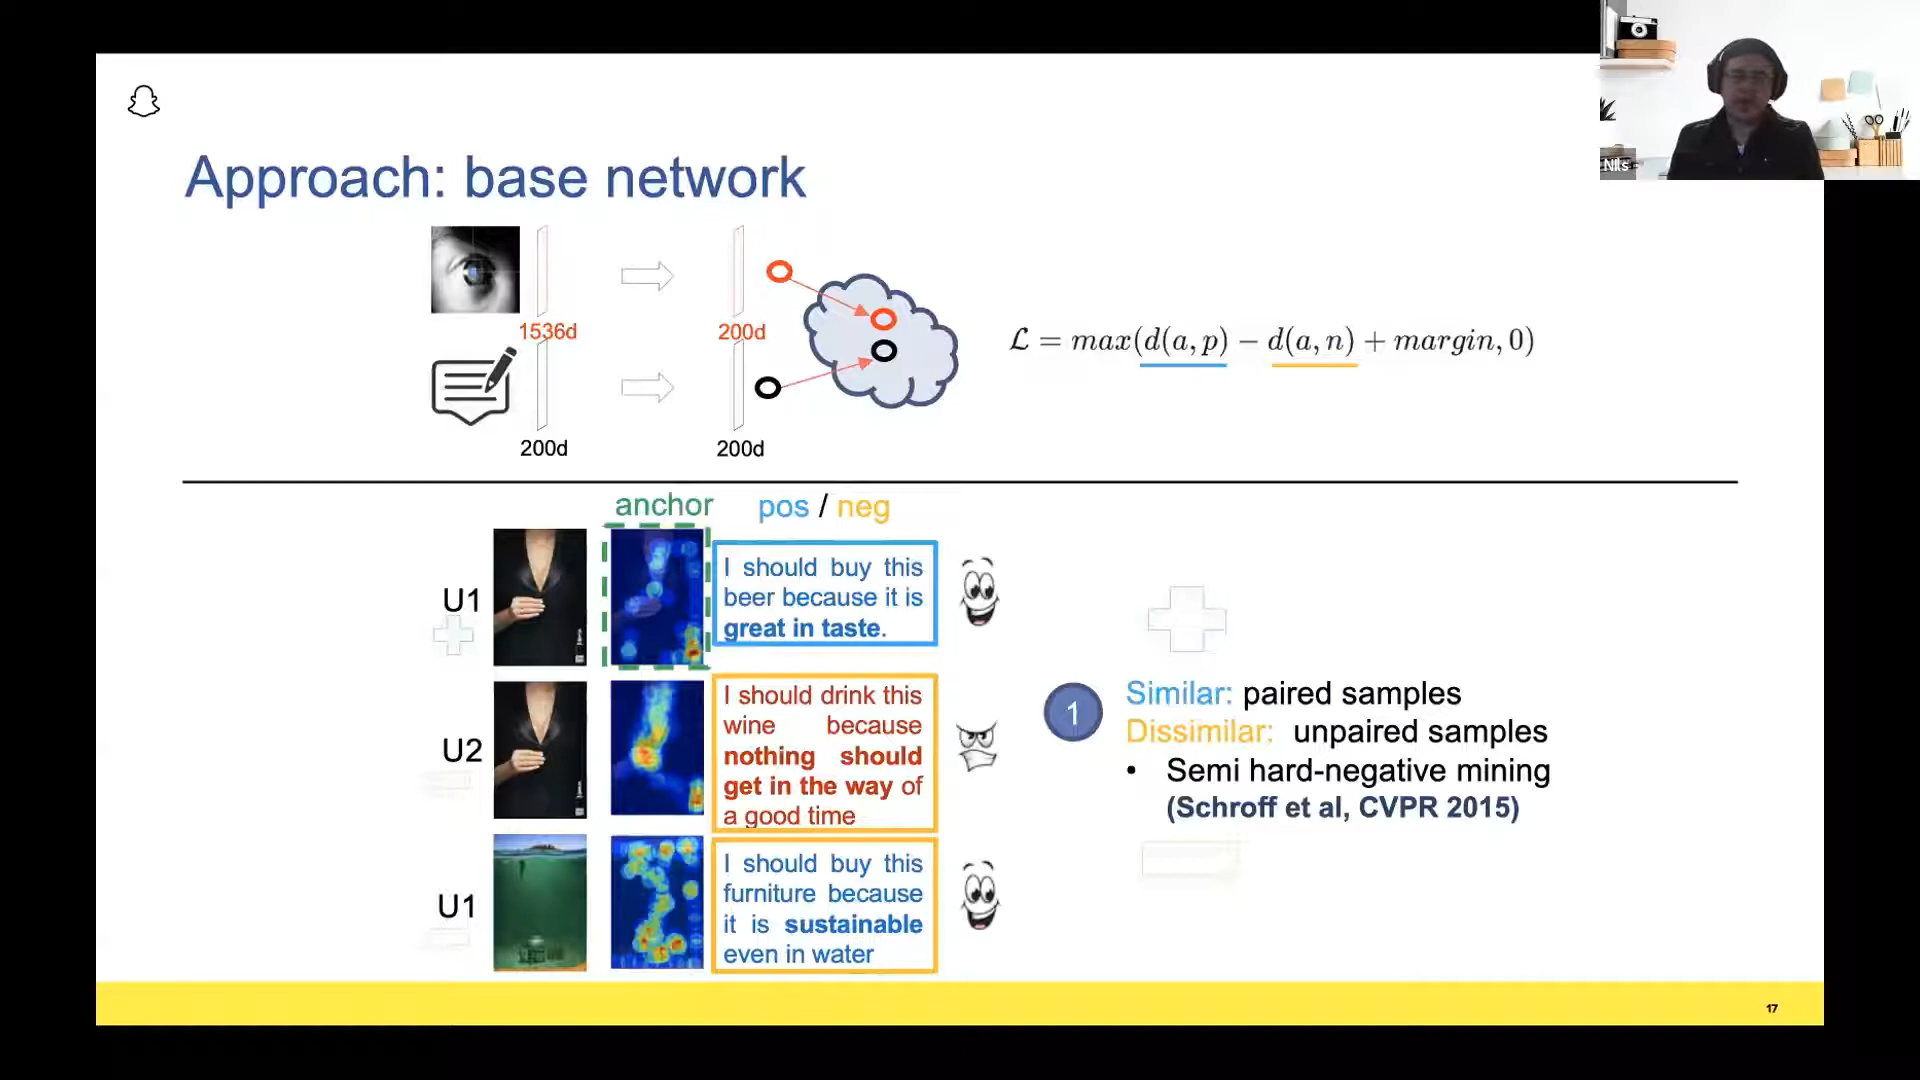 Nils
Approach: base network
1536d
200d
200d
200d
ℒ = max(d(a, p) − d(a, n) + margin, 0)
anchor
pos / neg
U1
I should buy this
beer because it is
great in taste.
U2
I should drink this
wine because
nothing should
get in the way of
a good time
U1
I should buy this
furniture because
it is sustainable
even in water
1
Similar: paired samples
Dissimilar: unpaired samples
• Semi hard-negative mining
(Schroff et al, CVPR 2015)
17